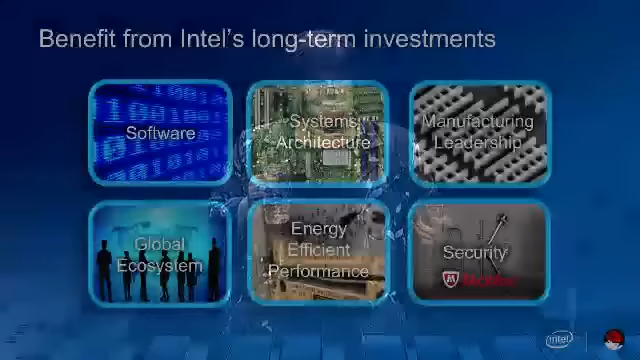 Benefit from Intel's long-term investments
Software
Systems
Architecture
Manufacturing
Leadership
Global
Ecosystem
Energy
Efficient
Performance
Security
McAfee
intel